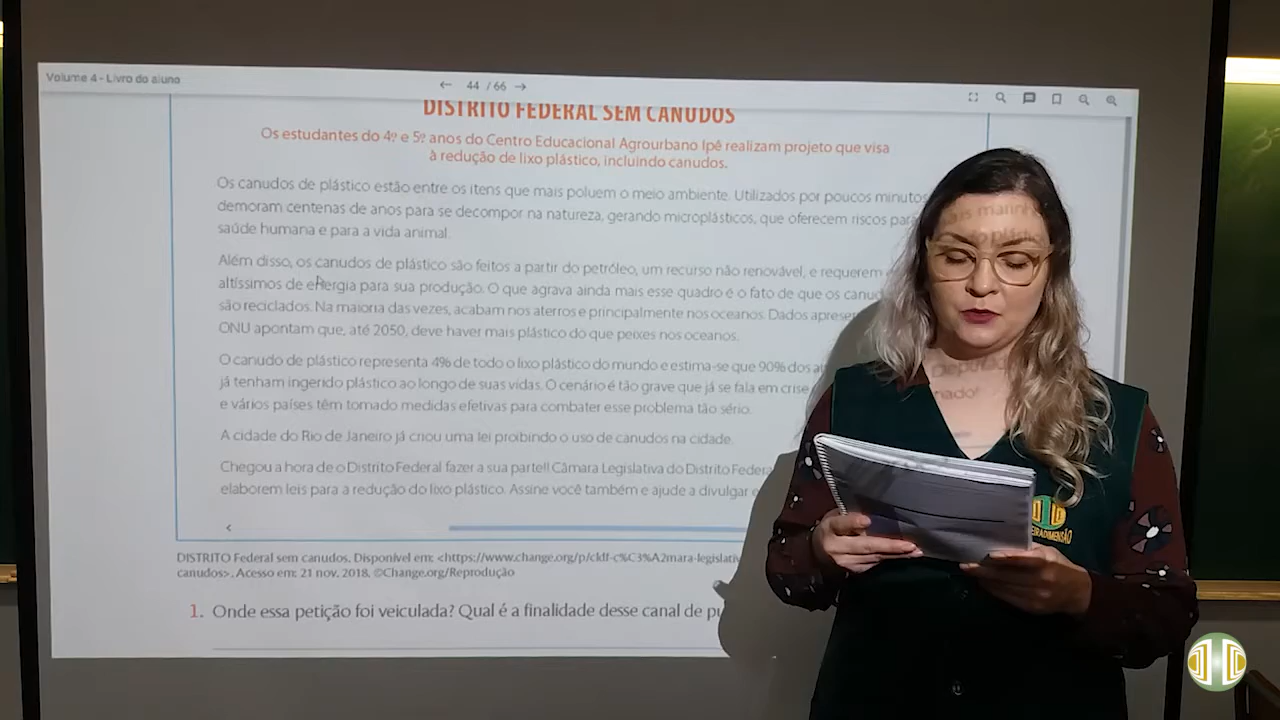 Volume 4 - Livro do aluno
44 / 66
DISTRITO FEDERAL SEM CANUDOS
Os estudantes do 4º e 5º anos do Centro Educacional Agrourbano Ipê realizam projeto que visa
à redução de lixo plástico, incluindo canudos.
Os canudos de plástico estão entre os itens que mais poluem o meio ambiente. Utilizados por poucos minutos
demoram centenas de anos para se decompor na natureza, gerando microplásticos, que oferecem riscos para
saúde humana e para a vida animal.
Além disso, os canudos de plástico são feitos a partir do petróleo, um recurso não renovável, e requerem
altíssimos de energia para sua produção. O que agrava ainda mais esse quadro é o fato de que os
são reciclados. Na maioria das vezes, acabam nos aterros e principalmente nos oceanos. Dados
ONU apontam que, até 2050, deve haver mais plástico do que peixes nos oceanos.
O canudo de plástico representa 4% de todo o lixo plástico do mundo e estima-se que 90% dos
já tenham ingerido plástico ao longo de suas vidas. O cenário é tão grave que já se fala em crise
e vários países têm tomado medidas efetivas para combater esse problema tão sério.
A cidade do Rio de Janeiro já criou uma lei proibindo o uso de canudos na cidade.
Chegou a hora de o Distrito Federal fazer a sua parte!! Câmara Legislativa do Distrito
elaborem leis para a redução do lixo plástico. Assine você também e ajude a divulgar
DISTRITO Federal sem canudos. Disponível em: <https://www.change.org/p/cldf-c%C3%A2mara-legislativ
canudos>. Acesso em: 21 nov. 2018. ©Change.org/Reprodução
1. Onde essa petição foi veiculada? Qual é a finalidade desse canal de